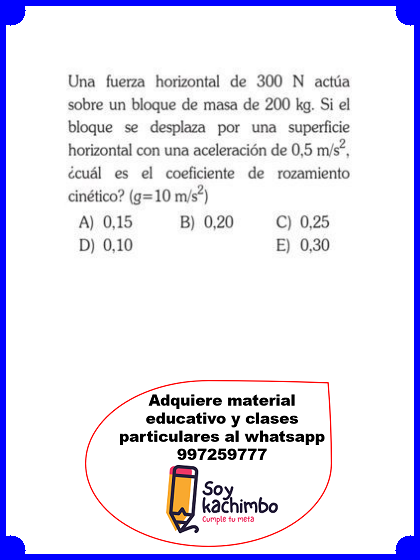 Una fuerza horizontal de 300 N actúa
sobre un bloque de masa de 200 kg. Si el
bloque se desplaza por una superficie
horizontal con una aceleración de 0,5 m/s²,
¿cuál es el coeficiente de rozamiento
cinético? (g=10 m/s²)
A) 0,15 B) 0,20 C) 0,25
D) 0,10 E) 0,30
Adquiere material
educativo y clases
particulares al whatsapp
997259777
Soy
kachimbo
Cumple tu meta